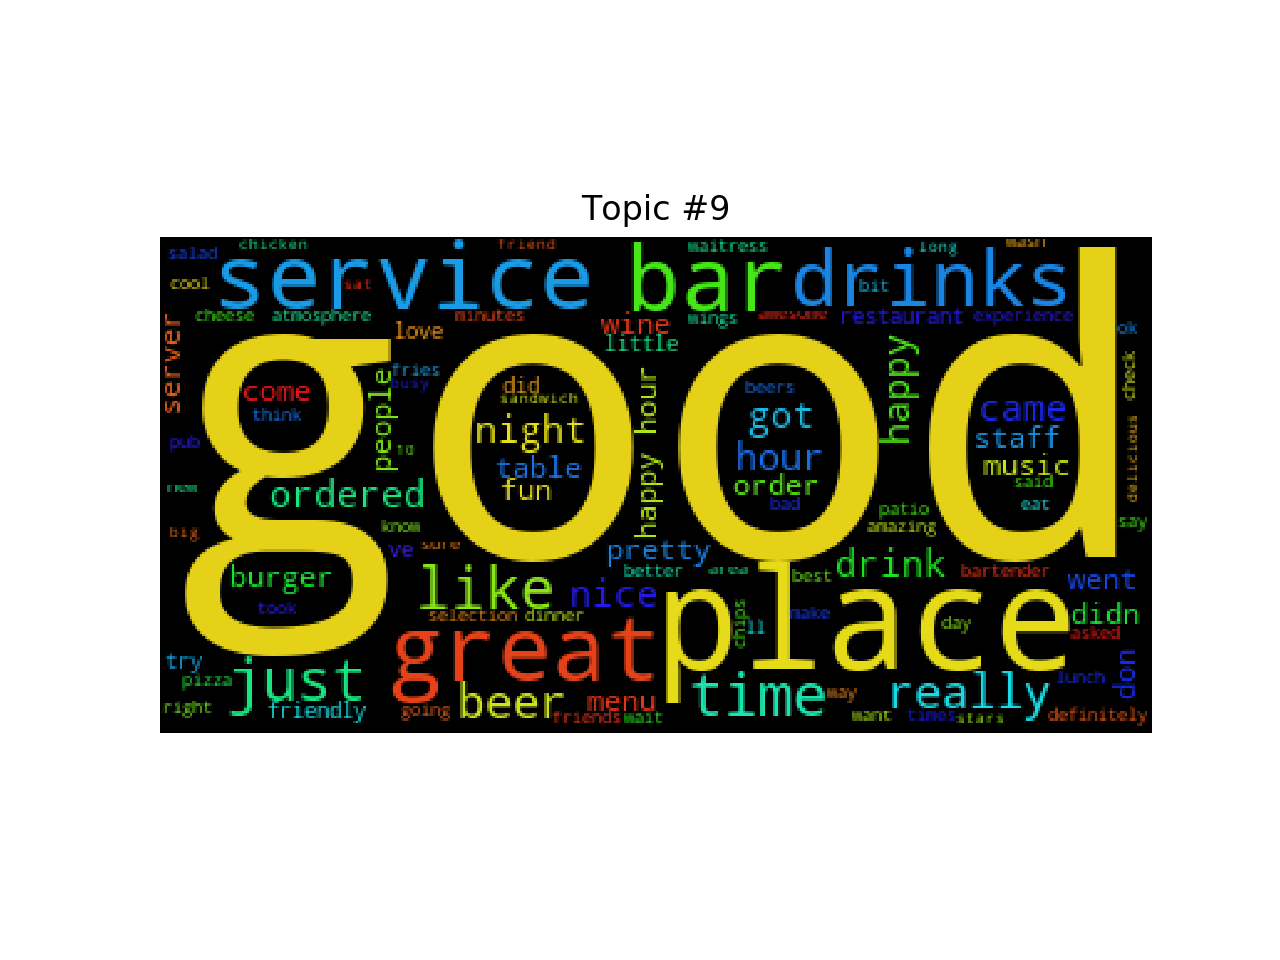 Topic #9
salad
chicken
friend
waitress
long
wasn
cool
service
sat
bar
drinks
bit
cheese
atmosphere
minutes
wings
awesome
restaurant
experience
server
love
wine
little
ok
good
fries
busy
come
think
people
10
did
sandwich
night
table
fun
happy hour
beers
got
hour
order
bad
happy
came
staff
music
said
eat
check
delicious
pub
ordered
big
know
ve
sure
pretty
better
patio
amazing
say
burger
took
like
nice
best
drink
bartender
went
selection
dinner
great
place
chips
ll
make
day
didn
asked
try
pizza
just
right
friendly
going
beer
friends
menu
wait
time
way
really
want
times
stars
lunch
don
definitely